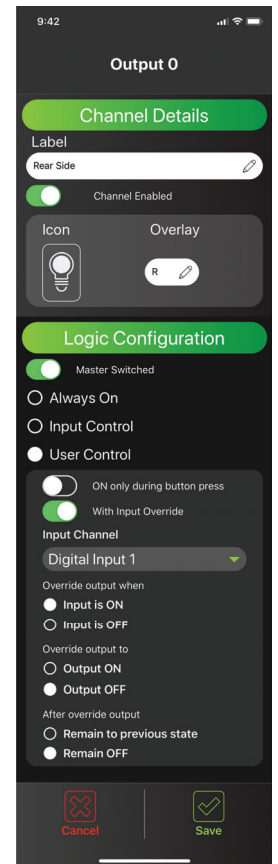 9:42
Output 0
Channel Details
Label
Rear Side
Channel Enabled
Icon Overlay
R
Logic Configuration
Master Switched
Always On
Input Control
User Control
ON only during button press
With Input Override
Input Channel
Digital Input 1
Override output when
Input is ON
Input is OFF
Override output to
Output ON
Output OFF
After override output
Remain to previous state
Remain OFF
Cancel Save